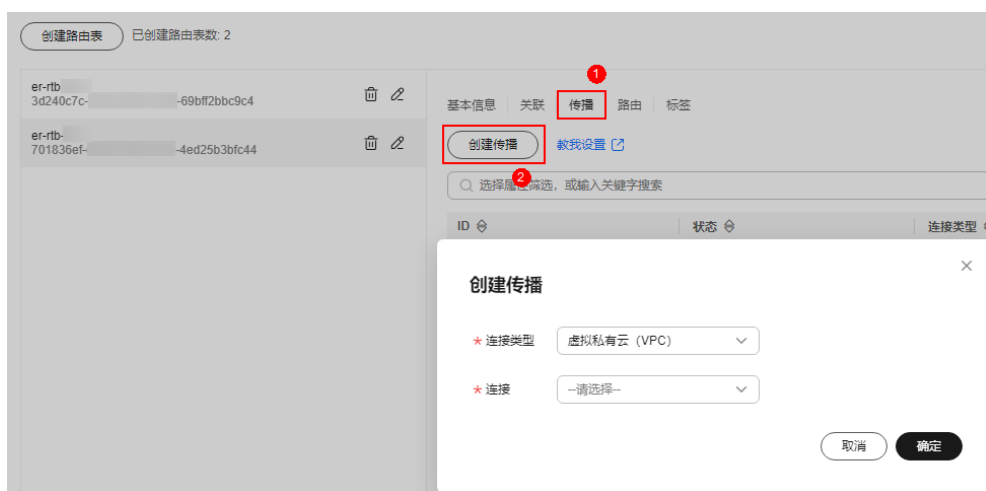 创建路由表 已创建路由表数: 2
er-rtb
3d240c7c- -69bff2bbc9c4
er-rtb-
701836ef- -4ed25b3bfc44
1
基本信息 关联 传播 路由 标签
创建传播 教我设置
2
选择属性筛选，或输入关键字搜索
ID 状态 连接类型
创建传播
* 连接类型 虚拟私有云（VPC）
* 连接 --请选择--
取消 确定